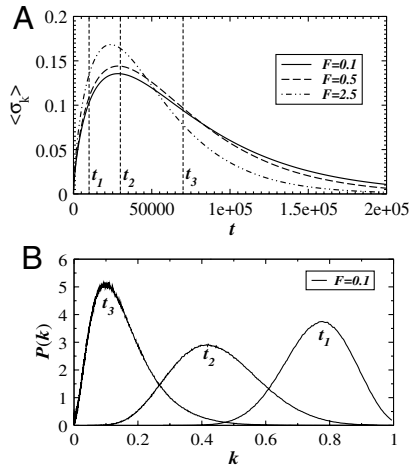 A
0.2
0.15
0.1
0.05
0
<σk>
F=0.1
F=0.5
F=2.5
t1
t2
t3
0
50000
1e+05
1.5e+05
2e+05
t
B
6
5
4
3
2
1
0
P(k)
F=0.1
t3
t2
t1
0
0.2
0.4
0.6
0.8
1
k